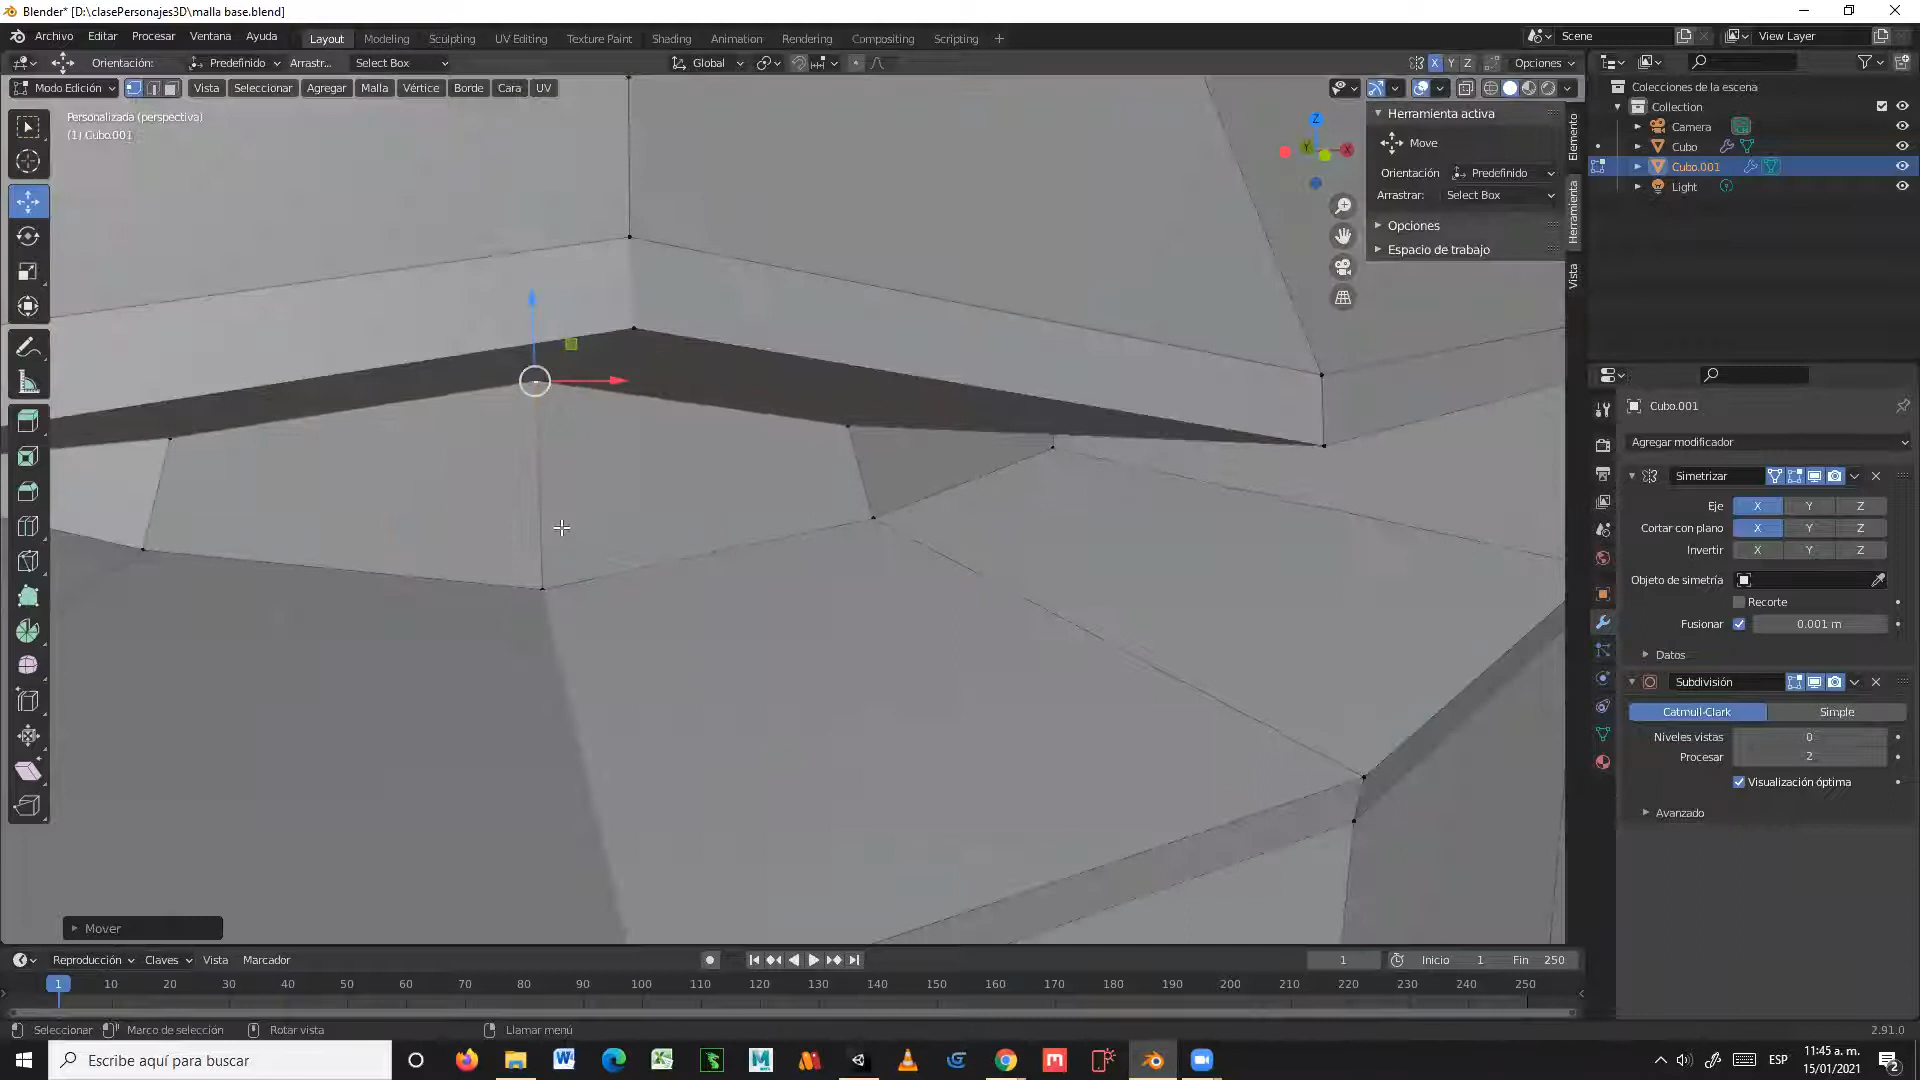 Blender* [D:\clasePersonajes3D\malla base.blend]
Archivo Editar Procesar Ventana Ayuda Layout Modeling Sculpting UV Editing Texture Paint Shading Animation Rendering Compositing Scripting + Scene View Layer
Orientación: Predefinido Arrastr... Select Box Global X Y Z Opciones
Modo Edición Vista Seleccionar Agregar Malla Vértice Borde Cara UV
Personalizada (perspectiva)
(1) Cubo.001
Z
Y
X
Herramienta activa
Move
Orientación Predefinido
Arrastrar: Select Box
Opciones
Espacio de trabajo
Elemento
Herramienta
Vista
Colecciones de la escena
Collection
Camera
Cubo
Cubo.001
Light
Cubo.001
Agregar modificador
Simetrizar
Eje X Y Z
Cortar con plano X Y Z
Invertir X Y Z
Objeto de simetría
Recorte
Fusionar 0.001 m
Datos
Subdivisión
Catmull-Clark Simple
Niveles vistas 0
Procesar 2
Visualización óptima
Avanzado
Mover
Reproducción Claves Vista Marcador 1 Inicio 1 Fin 250
1 10 20 30 40 50 60 70 80 90 100 110 120 130 140 150 160 170 180 190 200 210 220 230 240 250
Seleccionar Marco de selección Rotar vista Llamar menú 2.91.0
Escribe aquí para buscar
ESP
11:45 a. m.
15/01/2021
2